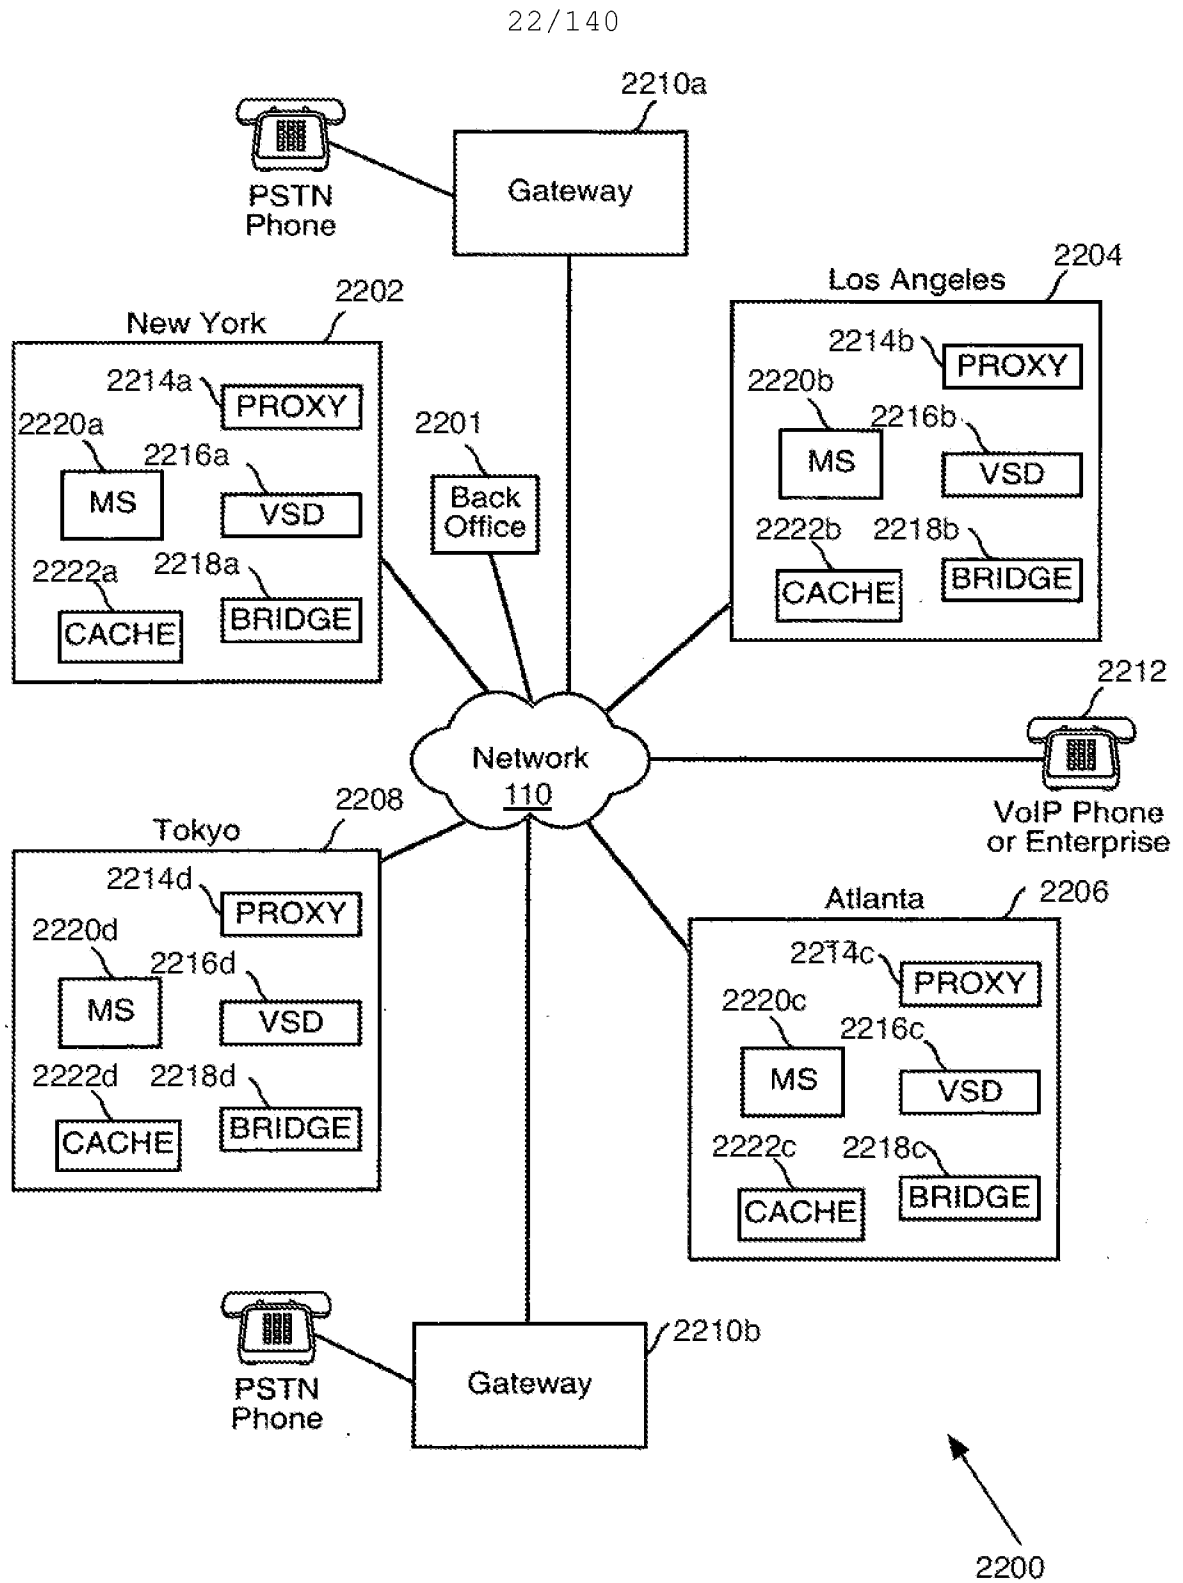 22/140
2210a
Gateway
PSTN
Phone
2204
Los Angeles
2214b
PROXY
2220b
MS
2216b
VSD
2222b
CACHE
2218b
BRIDGE
2202
New York
2214a
PROXY
2220a
MS
2216a
VSD
2222a
CACHE
2218a
BRIDGE
2201
Back
Office
Network
110
2212
VoIP Phone
or Enterprise
2208
Tokyo
2214d
PROXY
2220d
MS
2216d
VSD
2222d
CACHE
2218d
BRIDGE
2206
Atlanta
2214c
PROXY
2220c
MS
2216c
VSD
2222c
CACHE
2218c
BRIDGE
PSTN
Phone
2210b
Gateway
2200